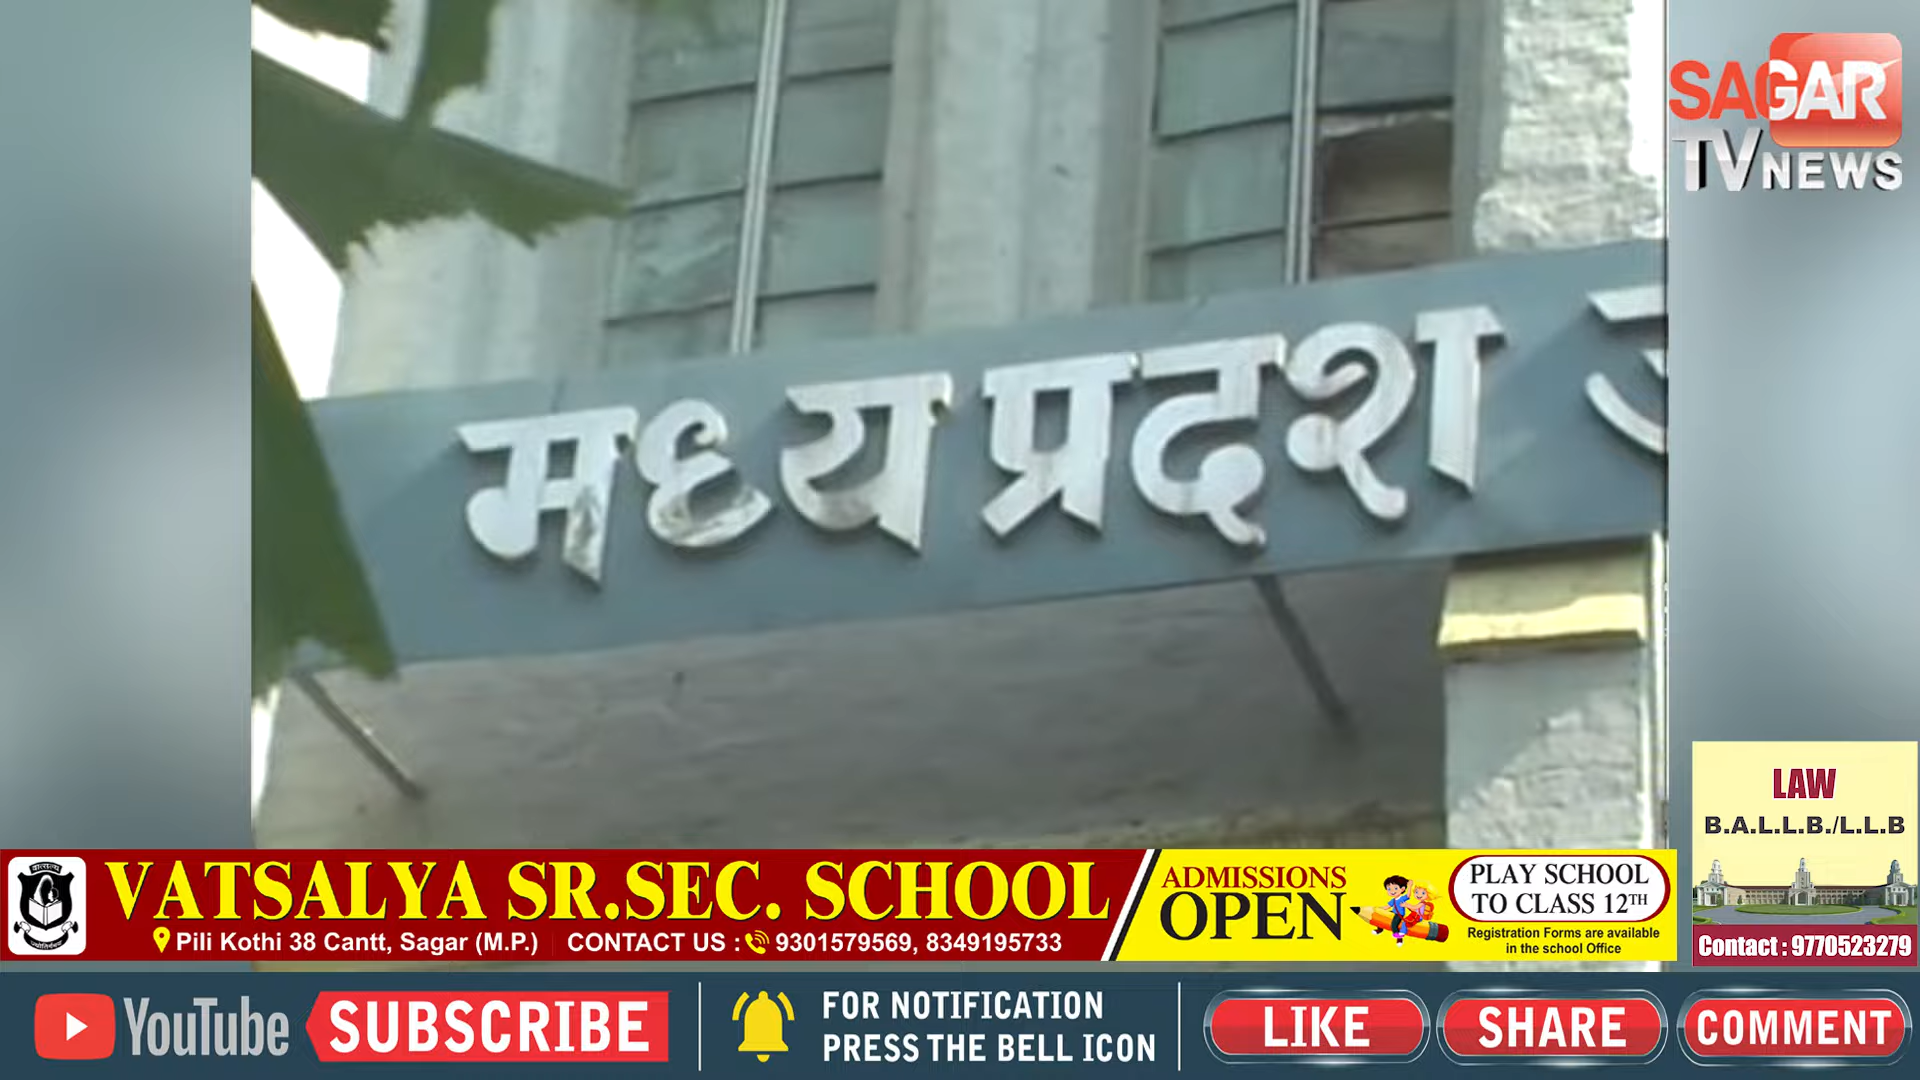 SAGAR
TV NEWS
मध्य प्रदश
LAW
B.A.L.L.B./L.L.B
Contact : 9770523279
VATSALYA SR.SEC. SCHOOL
Pili Kothi 38 Cantt, Sagar (M.P.)
CONTACT US : 9301579569, 8349195733
ADMISSIONS
OPEN
PLAY SCHOOL
TO CLASS 12TH
Registration Forms are available
in the school Office
YouTube
SUBSCRIBE
FOR NOTIFICATION
PRESS THE BELL ICON
LIKE
SHARE
COMMENT